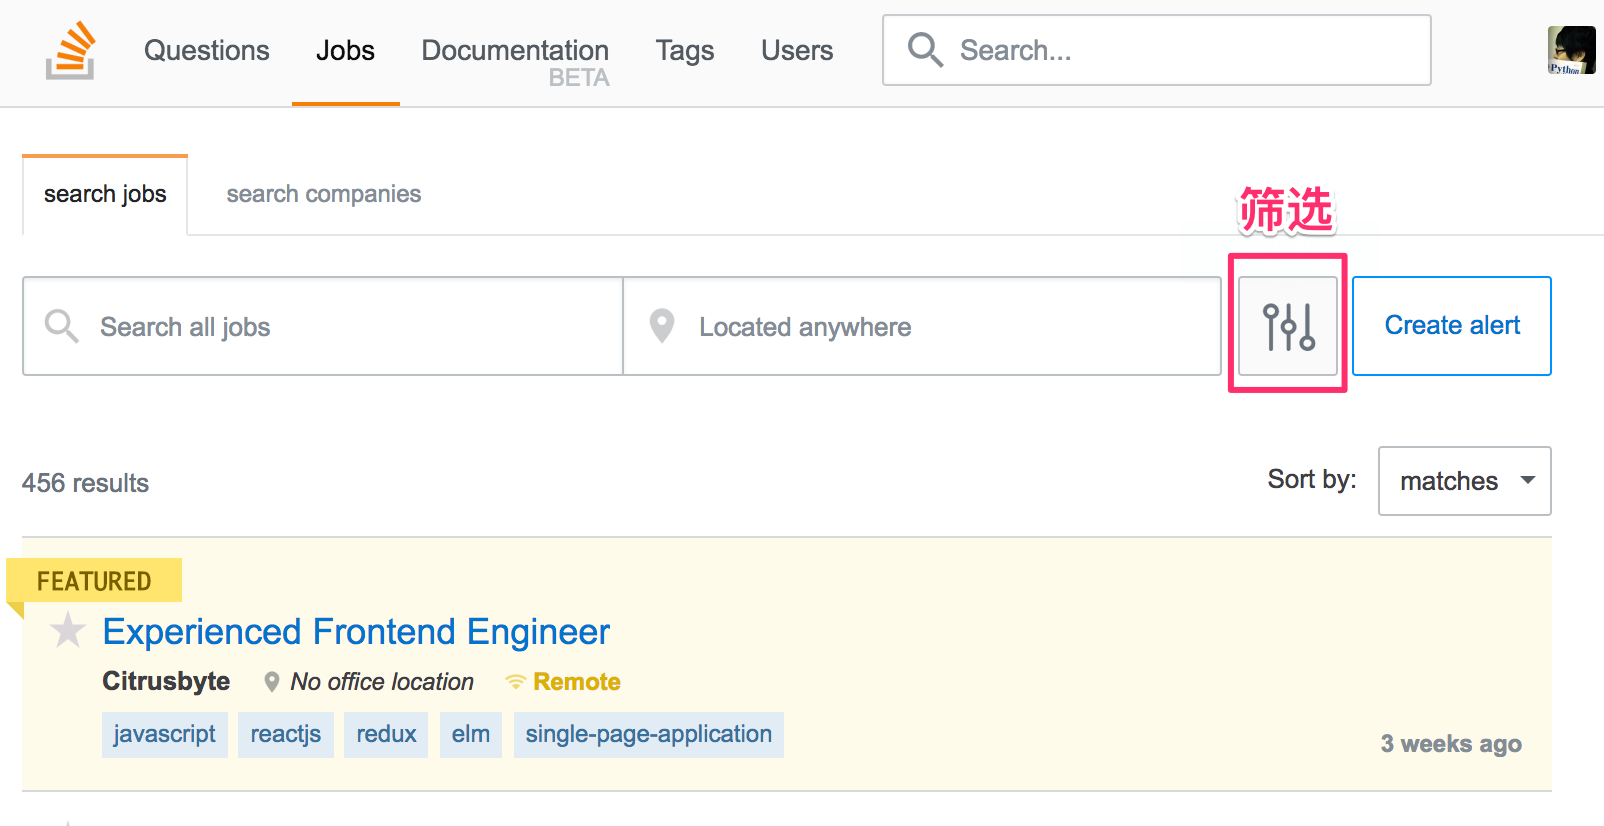 Questions Jobs Documentation Tags Users Search...
BETA
Python
search jobs search companies
筛选
Search all jobs Located anywhere Create alert
456 results Sort by: matches
FEATURED
Experienced Frontend Engineer
Citrusbyte No office location Remote
javascript reactjs redux elm single-page-application
3 weeks ago